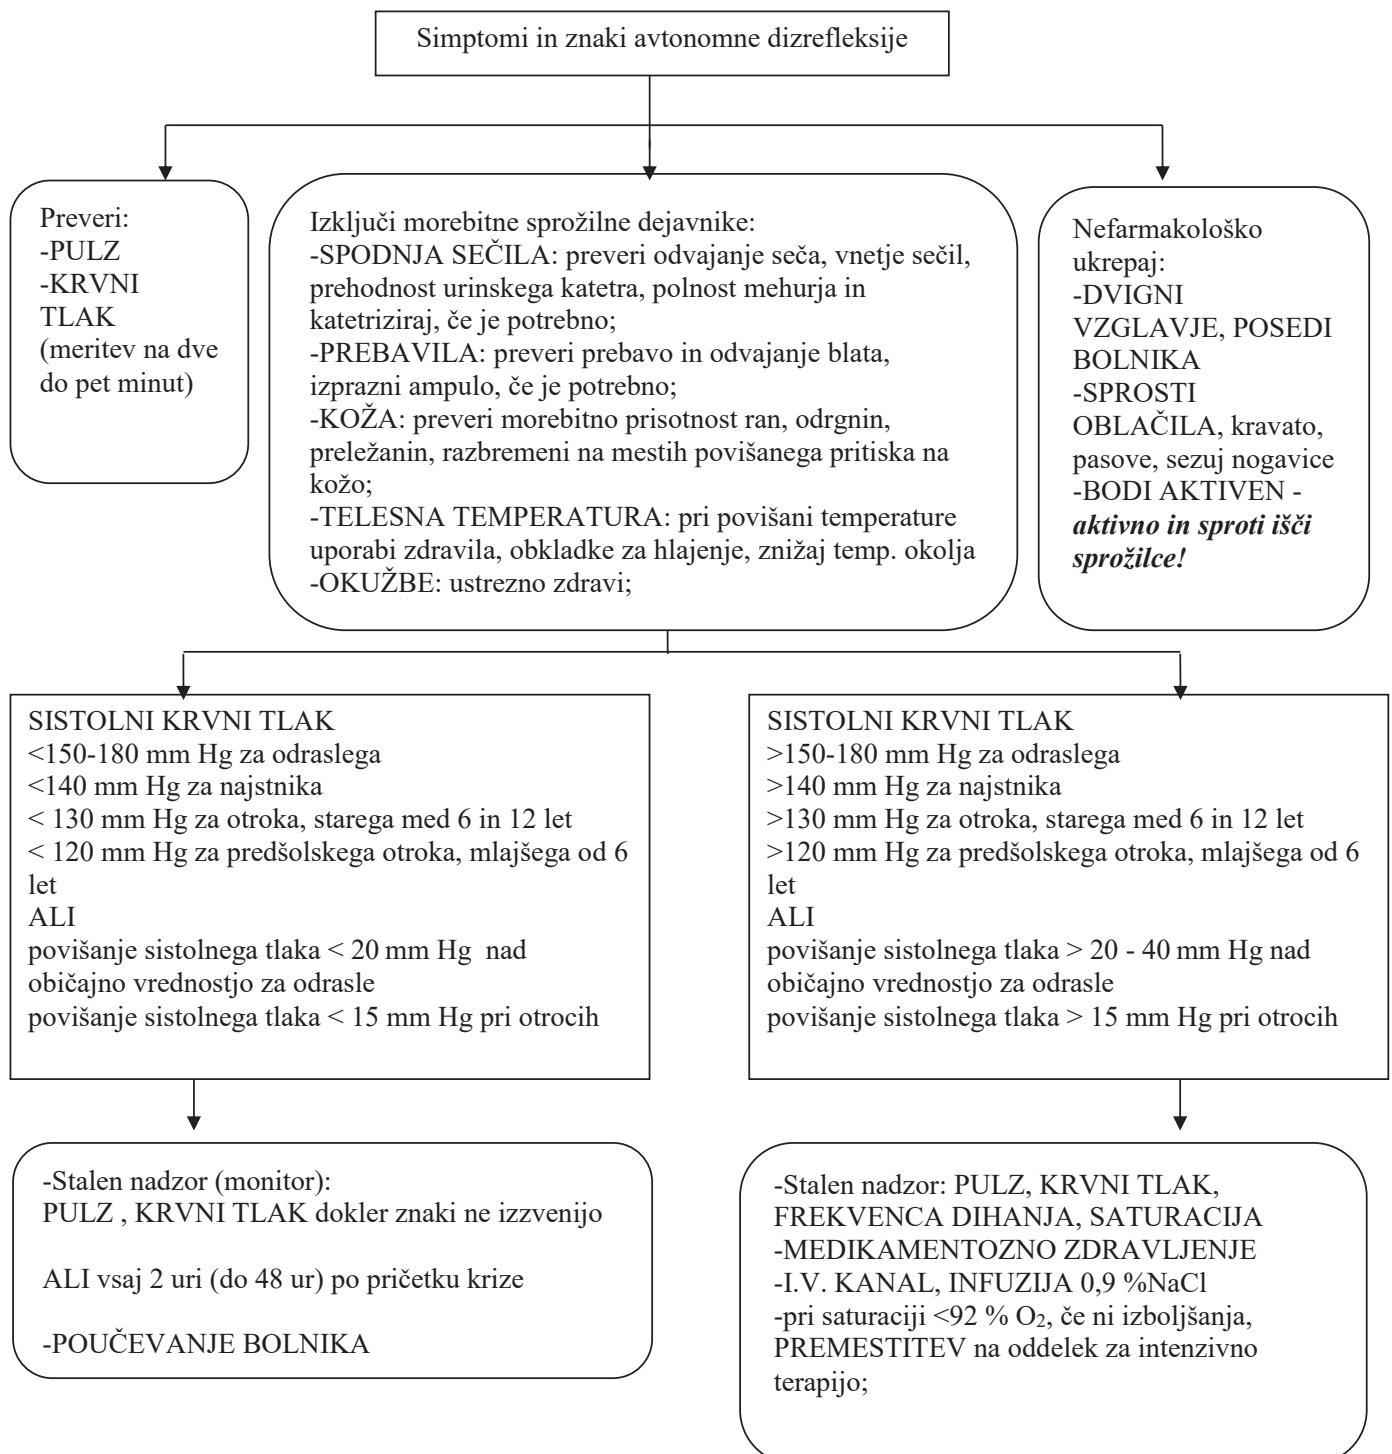 Simptomi in znaki avtonomne dizrefleksije
Preveri:
-PULZ
-KRVNI
TLAK
(meritev na dve
do pet minut)
Izključi morebitne sprožilne dejavnike:
-SPODNJA SEČILA: preveri odvajanje seča, vnetje sečil,
prehodnost urinskega katetra, polnost mehurja in
katetriziraj, če je potrebno;
-PREBAVILA: preveri prebavo in odvajanje blata,
izprazni ampulo, če je potrebno;
-KOŽA: preveri morebitno prisotnost ran, odrgnin,
preležanin, razbremeni na mestih povišanega pritiska na
kožo;
-TELESNA TEMPERATURA: pri povišani temperature
uporabi zdravila, obkladke za hlajenje, znižaj temp. okolja
-OKUŽBE: ustrezno zdravi;
Nefarmakološko
ukrepaj:
-DVIGNI
VZGLAVJE, POSEDI
BOLNIKA
-SPROSTI
OBLAČILA, kravato,
pasove, sezuj nogavice
-BODI AKTIVEN -
aktivno in sproti išči
sprožilce!
SISTOLNI KRVNI TLAK
<150-180 mm Hg za odraslega
<140 mm Hg za najstnika
< 130 mm Hg za otroka, starega med 6 in 12 let
< 120 mm Hg za predšolskega otroka, mlajšega od 6
let
ALI
povišanje sistolnega tlaka < 20 mm Hg nad
običajno vrednostjo za odrasle
povišanje sistolnega tlaka < 15 mm Hg pri otrocih
SISTOLNI KRVNI TLAK
>150-180 mm Hg za odraslega
>140 mm Hg za najstnika
>130 mm Hg za otroka, starega med 6 in 12 let
>120 mm Hg za predšolskega otroka, mlajšega od 6
let
ALI
povišanje sistolnega tlaka > 20 - 40 mm Hg nad
običajno vrednostjo za odrasle
povišanje sistolnega tlaka > 15 mm Hg pri otrocih
-Stalen nadzor (monitor):
PULZ , KRVNI TLAK dokler znaki ne izzvenijo
ALI vsaj 2 uri (do 48 ur) po pričetku krize
-POUČEVANJE BOLNIKA
-Stalen nadzor: PULZ, KRVNI TLAK,
FREKVENCA DIHANJA, SATURACIJA
-MEDIKAMENTOZNO ZDRAVLJENJE
-I.V. KANAL, INFUZIJA 0,9 %NaCl
-pri saturaciji <92 % O₂, če ni izboljšanja,
PREMESTITEV na oddelek za intenzivno
terapijo;